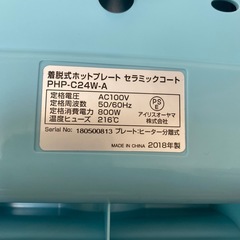 着脱式ホットプレート セラミックコート
PHP-C24W-A
定格電圧 AC100V
定格周波数 50/60Hz
定格消費電力 800W
温度ヒューズ 216℃
PS
E
アイリスオーヤマ
株式会社
Serial No. 180500813 プレート:ヒーター分離式
MADE IN CHINA 2018年製